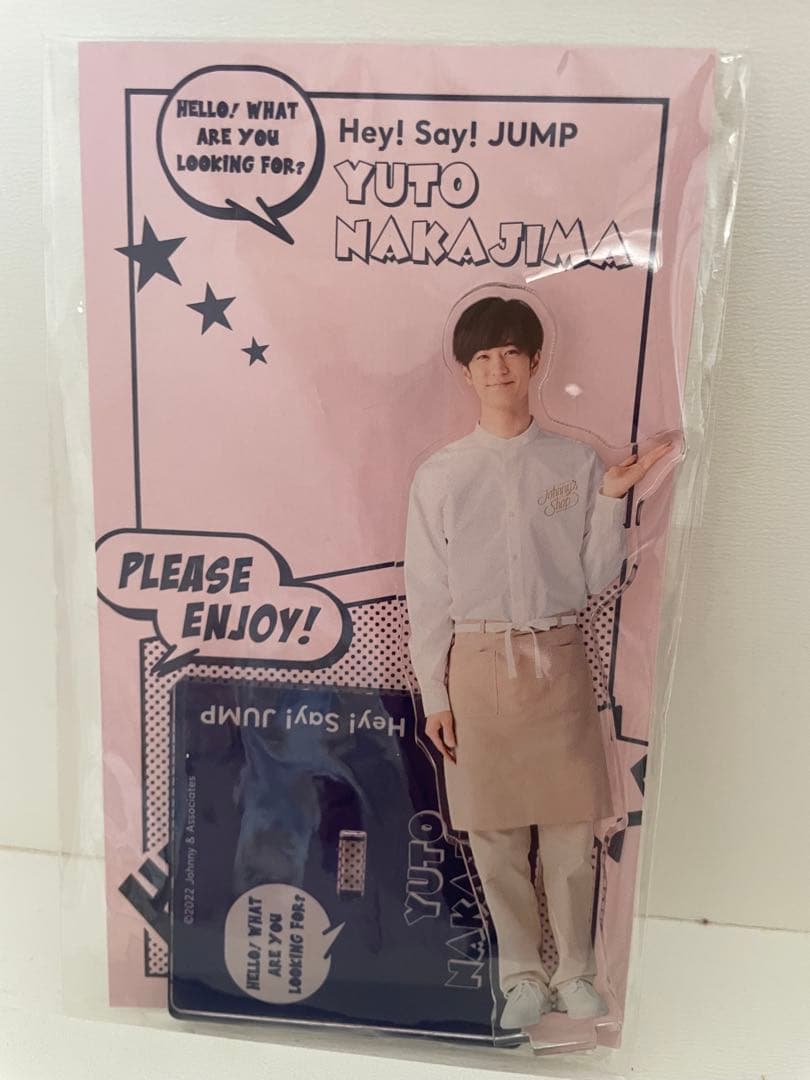 HELLO! WHAT
ARE YOU
LOOKING FOR?
Hey! Say! JUMP
YUTO
NAKAJIMA
Johnny's
Shop
PLEASE
ENJOY!
Hey! Say! JUMP
©2022 Johnny & Associates
YUTO
HELLO! WHAT
ARE YOU
LOOKING FOR?